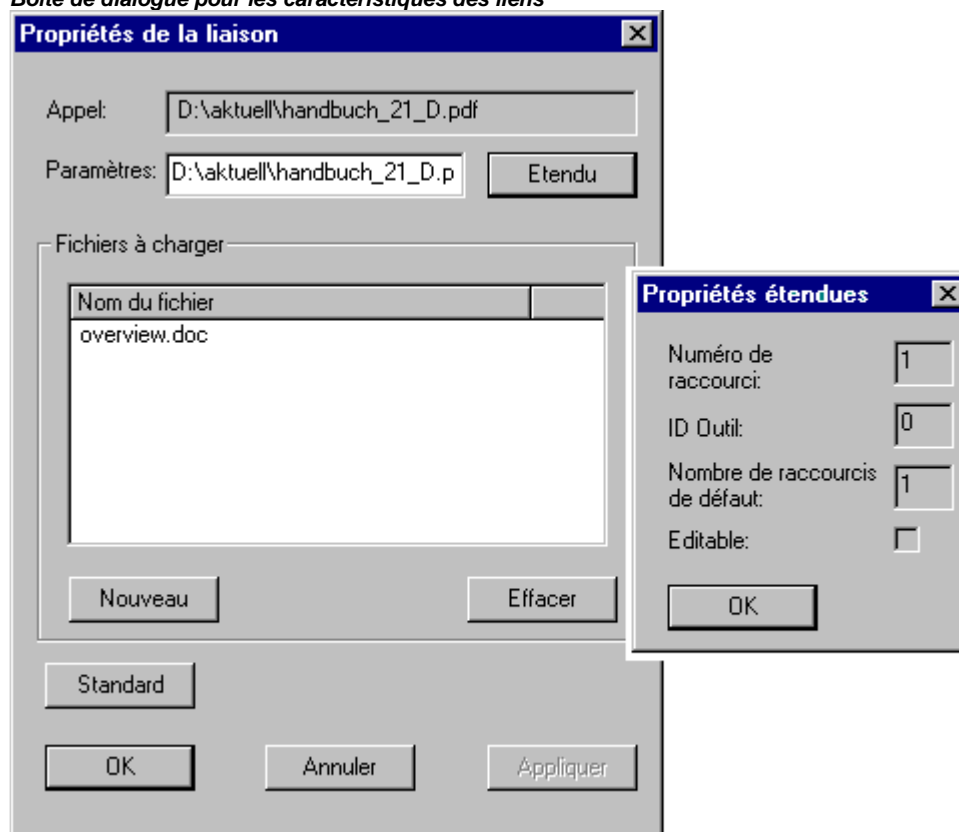 Boîte de dialogue pour les caractéristiques des liens
Propriétés de la liaison
Appel: D:\aktuell\handbuch_21_D.pdf
Paramètres: D:\aktuell\handbuch_21_D.p Etendu
Fichiers à charger
Nom du fichier
overview.doc
Nouveau Effacer
Standard
OK Annuler Appliquer
Propriétés étendues
Numéro de
raccourci: 1
ID Outil: 0
Nombre de raccourcis
de défaut: 1
Editable:
OK